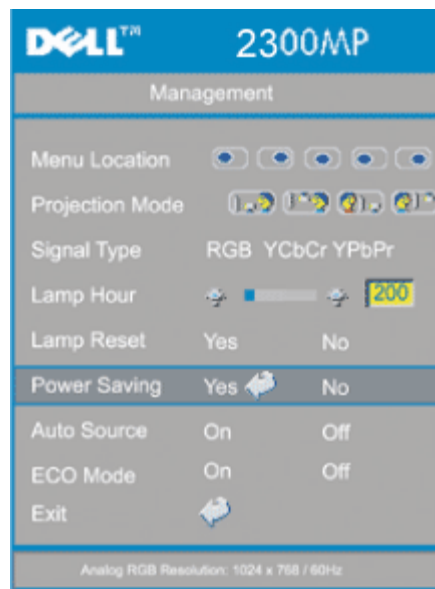 DELL™ 2300MP
Management
Menu Location
Projection Mode
Signal Type RGB YCbCr YPbPr
Lamp Hour 200
Lamp Reset Yes No
Power Saving Yes No
Auto Source On Off
ECO Mode On Off
Exit
Analog RGB Resolution: 1024 x 768 / 60Hz